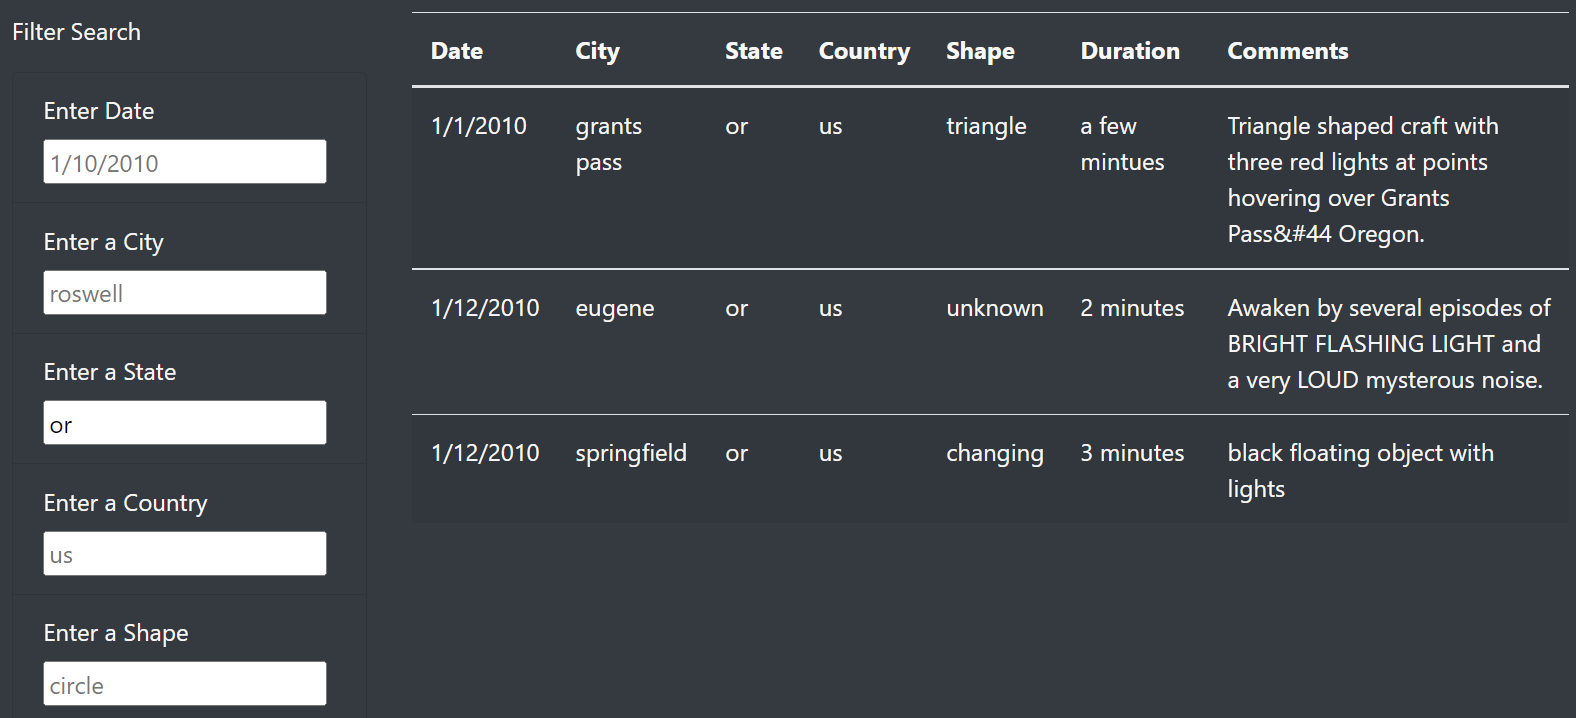 Filter Search
Enter Date
1/10/2010
Enter a City
roswell
Enter a State
or
Enter a Country
us
Enter a Shape
circle
Date City State Country Shape Duration Comments
1/1/2010 grants or us triangle a few Triangle shaped craft with
pass mintues three red lights at points
hovering over Grants
Pass&#44 Oregon.
1/12/2010 eugene or us unknown 2 minutes Awaken by several episodes of
BRIGHT FLASHING LIGHT and
a very LOUD mysterous noise.
1/12/2010 springfield or us changing 3 minutes black floating object with
lights